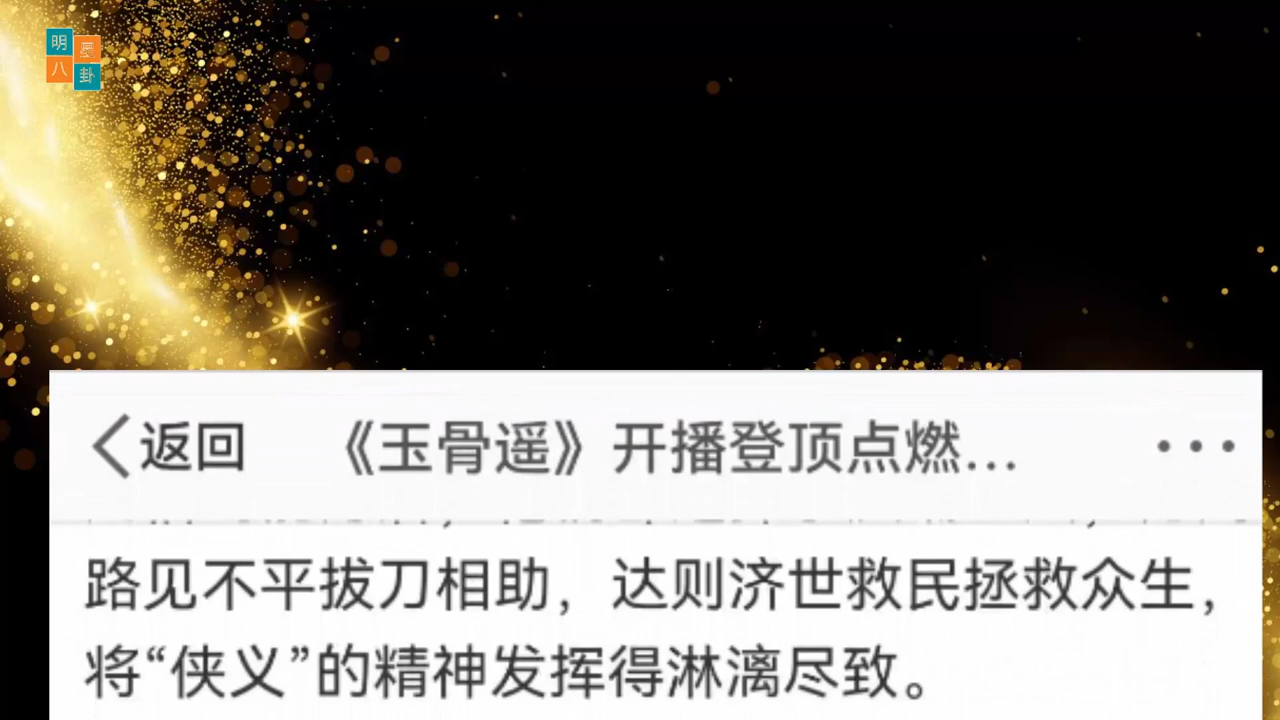 明
星
八
卦
返回
《玉骨遥》开播登顶点燃...
路见不平拔刀相助，达则济世救民拯救众生，
将“侠义”的精神发挥得淋漓尽致。